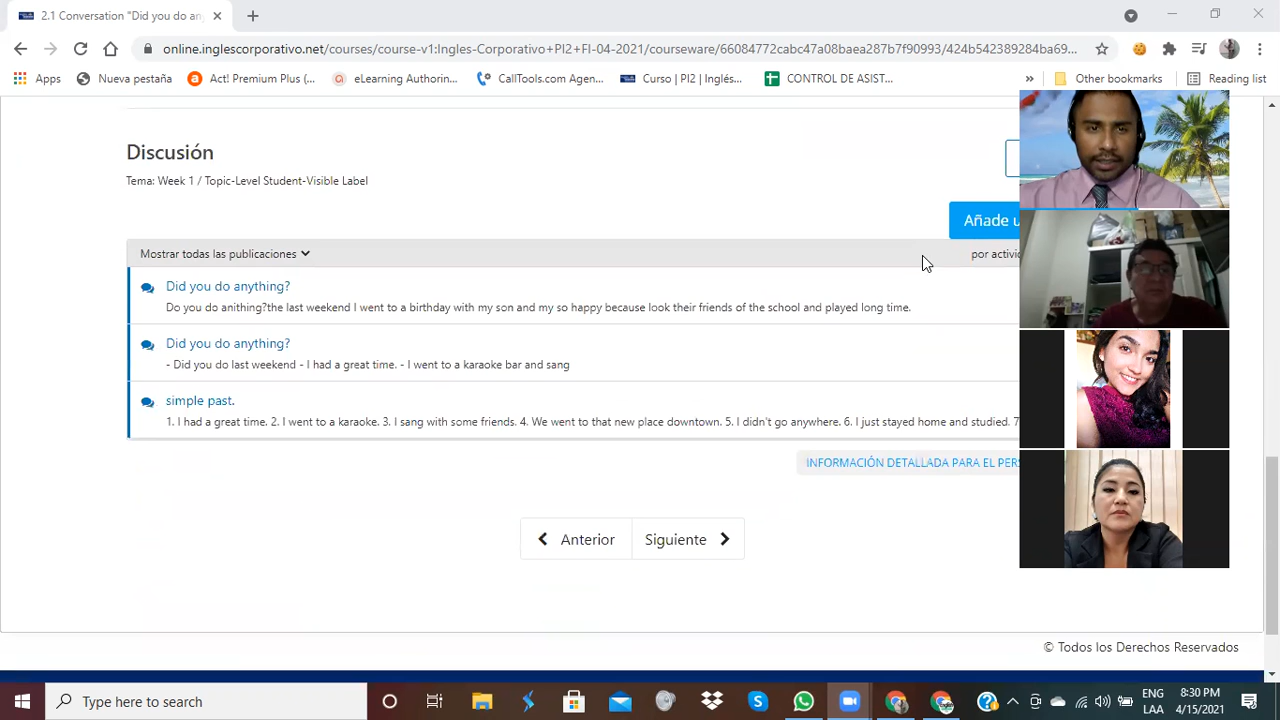 2.1 Conversation "Did you do any
online.inglescorporativo.net/courses/course-v1:Ingles-Corporativo+PI2+FI-04-2021/courseware/66084772cabc47a08baea287b7f90993/424b542389284ba69...
Apps
Nueva pestaña
Act! Premium Plus (...
eLearning Authorin...
CallTools.com Agen...
Curso | PI2 | Ingles...
CONTROL DE ASIST...
»
Other bookmarks
Reading list
Discusión
Tema: Week 1 / Topic-Level Student-Visible Label
Añade u
Mostrar todas las publicaciones
por activid
Did you do anything?
Do you do anithing?the last weekend I went to a birthday with my son and my so happy because look their friends of the school and played long time.
Did you do anything?
- Did you do last weekend - I had a great time. - I went to a karaoke bar and sang
simple past.
1. I had a great time. 2. I went to a karaoke. 3. I sang with some friends. 4. We went to that new place downtown. 5. I didn't go anywhere. 6. I just stayed home and studied. 7
INFORMACIÓN DETALLADA PARA EL PERS
Anterior
Siguiente
© Todos los Derechos Reservados
Type here to search
ENG
LAA
8:30 PM
4/15/2021